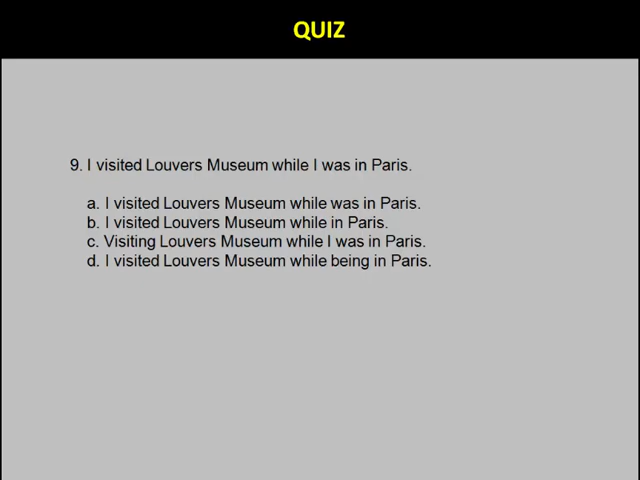 QUIZ
9. I visited Louvers Museum while I was in Paris.
a. I visited Louvers Museum while was in Paris.
b. I visited Louvers Museum while in Paris.
c. Visiting Louvers Museum while I was in Paris.
d. I visited Louvers Museum while being in Paris.